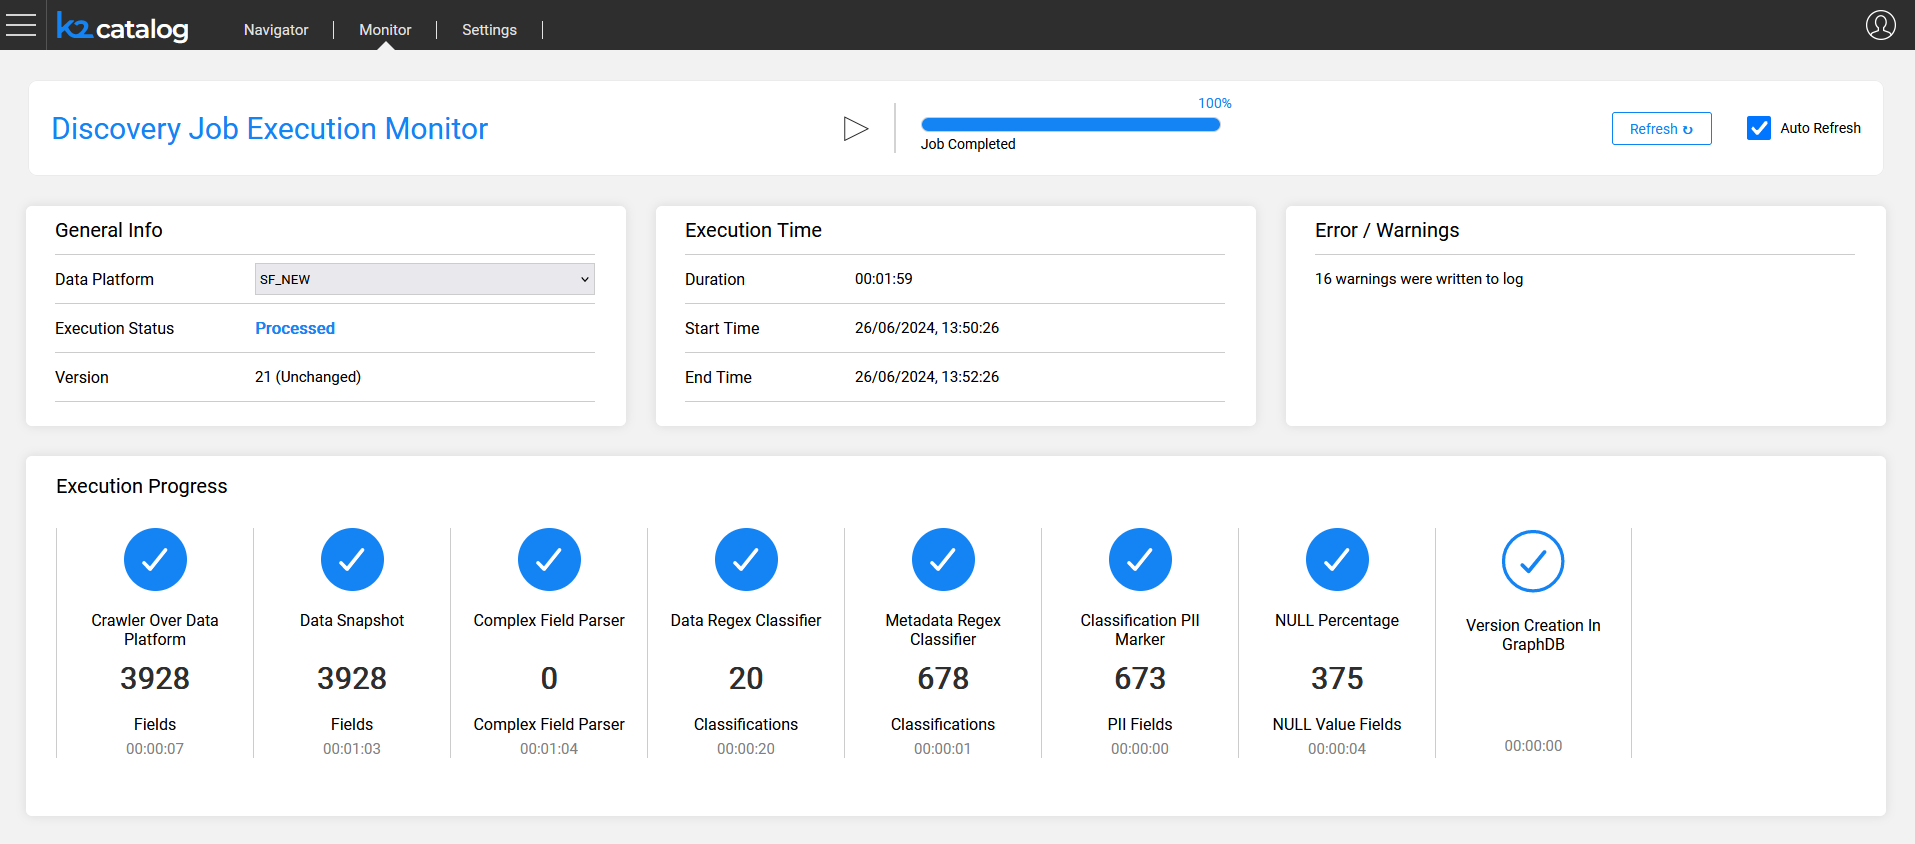 k2catalog
Navigator
Monitor
Settings
Discovery Job Execution Monitor
100%
Job Completed
Refresh ↻
Auto Refresh
General Info
Data Platform SF_NEW
Execution Status Processed
Version 21 (Unchanged)
Execution Time
Duration 00:01:59
Start Time 26/06/2024, 13:50:26
End Time 26/06/2024, 13:52:26
Error / Warnings
16 warnings were written to log
Execution Progress
Crawler Over Data
Platform
3928
Fields
00:00:07
Data Snapshot
3928
Fields
00:01:03
Complex Field Parser
0
Complex Field Parser
00:01:04
Data Regex Classifier
20
Classifications
00:00:20
Metadata Regex
Classifier
678
Classifications
00:00:01
Classification PII
Marker
673
PII Fields
00:00:00
NULL Percentage
375
NULL Value Fields
00:00:04
Version Creation In
GraphDB
00:00:00